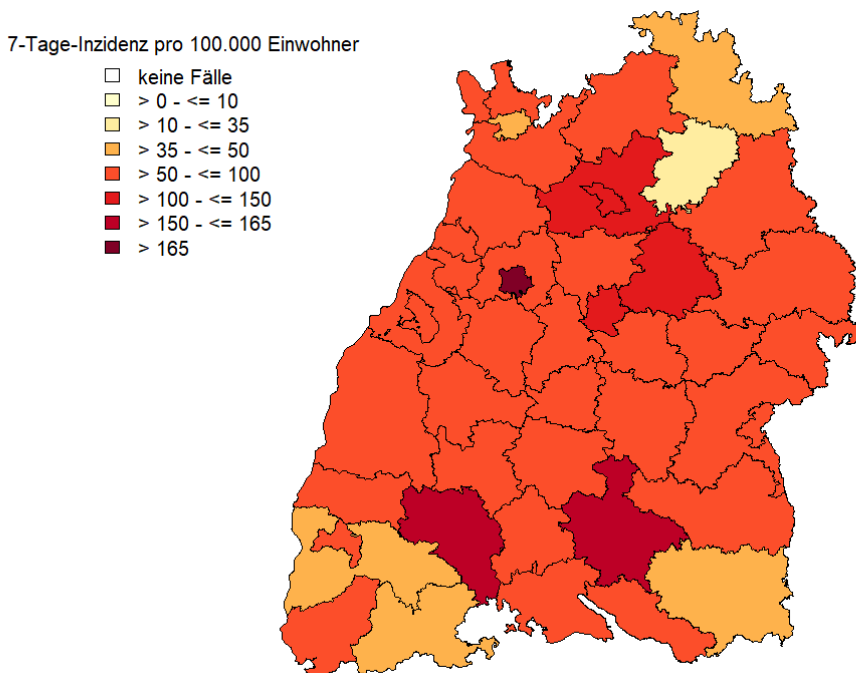 7-Tage-Inzidenz pro 100.000 Einwohner
keine Fälle
> 0 - <= 10
> 10 - <= 35
> 35 - <= 50
> 50 - <= 100
> 100 - <= 150
> 150 - <= 165
> 165